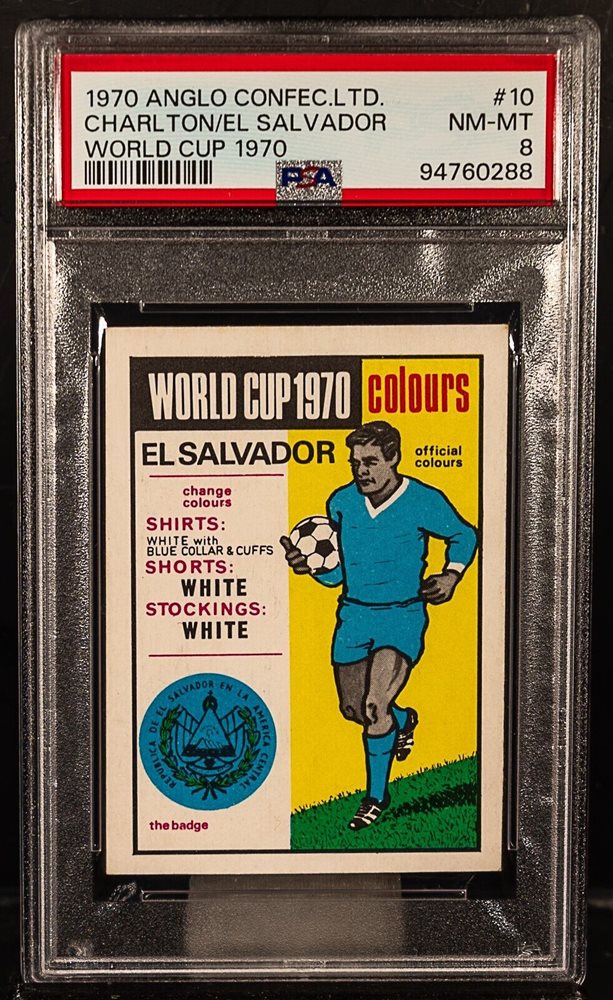 1970 ANGLO CONFEC.LTD. #10
CHARLTON/EL SALVADOR NM-MT
WORLD CUP 1970 8
PSA 94760288
WORLD CUP 1970 colours
EL SALVADOR
official
colours
change
colours
SHIRTS:
WHITE with
BLUE COLLAR & CUFFS
SHORTS:
WHITE
STOCKINGS:
WHITE
REPUBLICA DE EL SALVADOR EN LA AMERICA CENTRAL
the badge